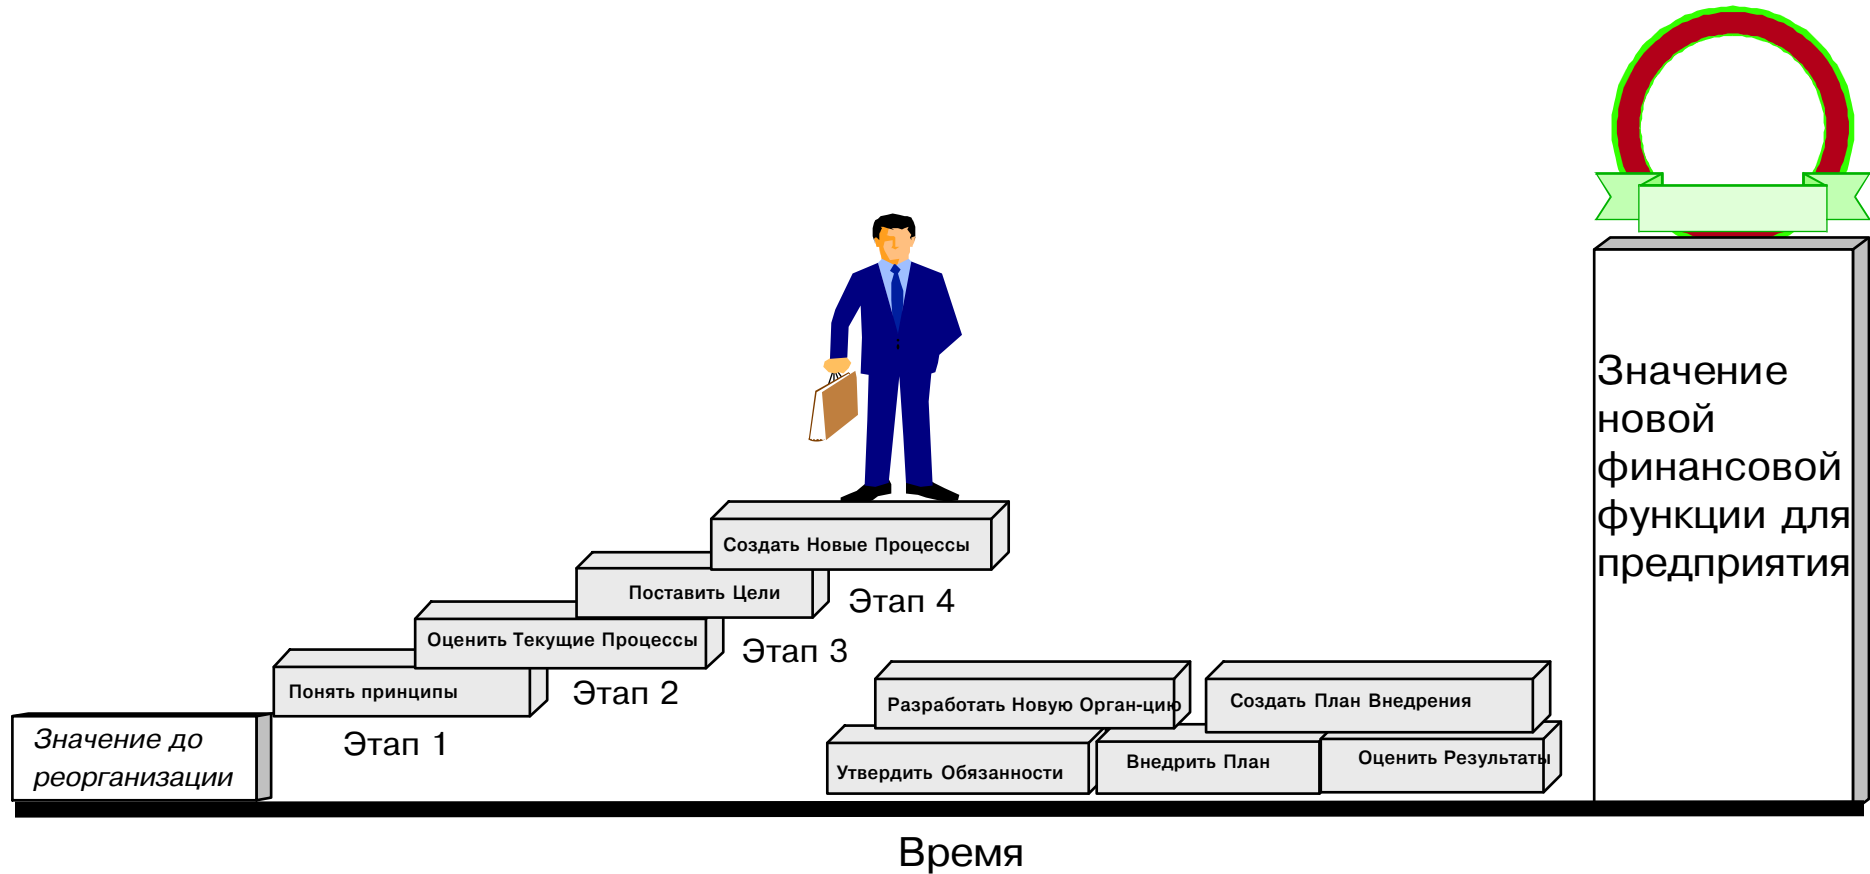 Значение
новой
финансовой
функции для
предприятия
Создать Новые Процессы
Поставить Цели
Этап 4
Оценить Текущие Процессы
Этап 3
Понять принципы
Этап 2
Разработать Новую Орган-цию
Создать План Внедрения
Значение до
реорганизации
Этап 1
Утвердить Обязанности
Внедрить План
Оценить Результаты
Время